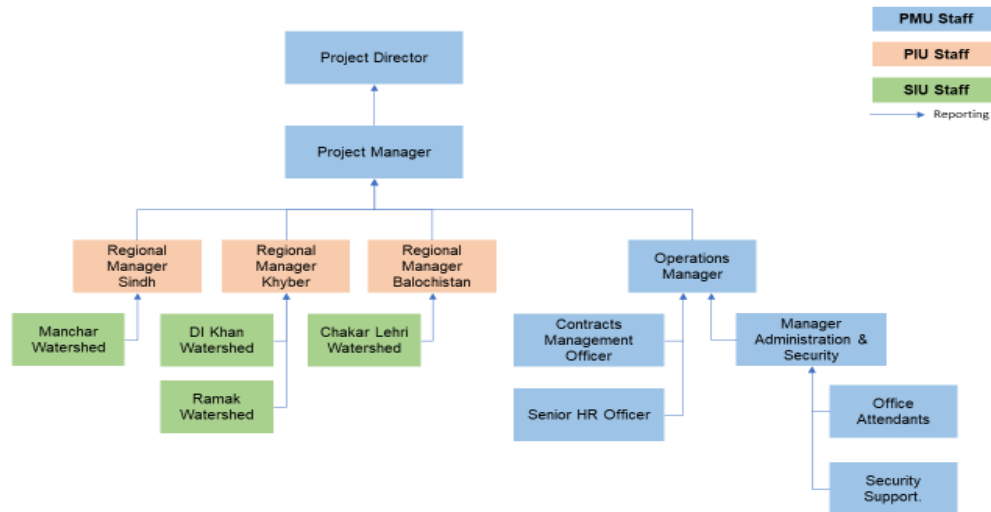 PMU Staff
PIU Staff
SIU Staff
Reporting
Project Director
Project Manager
Regional
Manager
Sindh
Regional
Manager
Khyber
Regional
Manager
Balochistan
Operations
Manager
Manchar
Watershed
DI Khan
Watershed
Chakar Lehri
Watershed
Contracts
Management
Officer
Manager
Administration &
Security
Ramak
Watershed
Senior HR Officer
Office
Attendants
Security
Support.